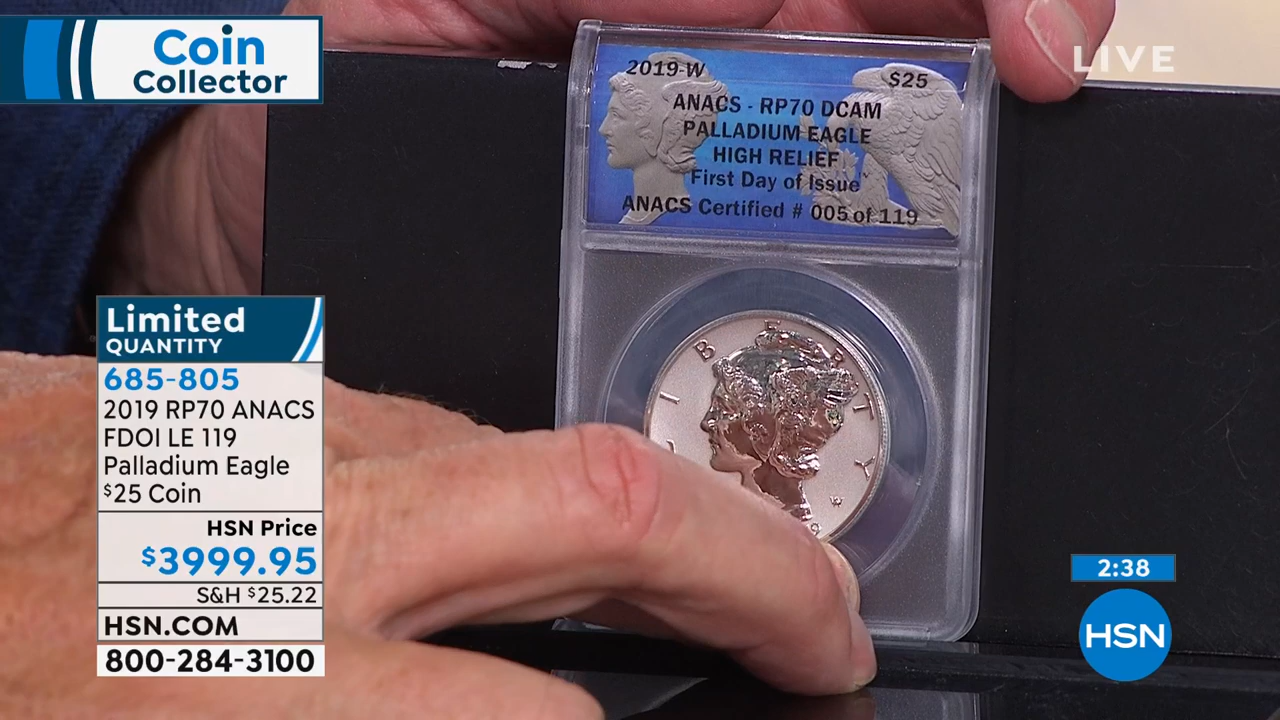 Coin
Collector
LIVE
2019-W
$25
ANACS - RP70 DCAM
PALLADIUM EAGLE
HIGH RELIEF
First Day of Issue
ANACS Certified # 005 of 119
LIBERTY
Limited
QUANTITY
685-805
2019 RP70 ANACS
FDOI LE 119
Palladium Eagle
$25 Coin
HSN Price
$3999.95
S&H $25.22
HSN.COM
800-284-3100
2:38
HSN